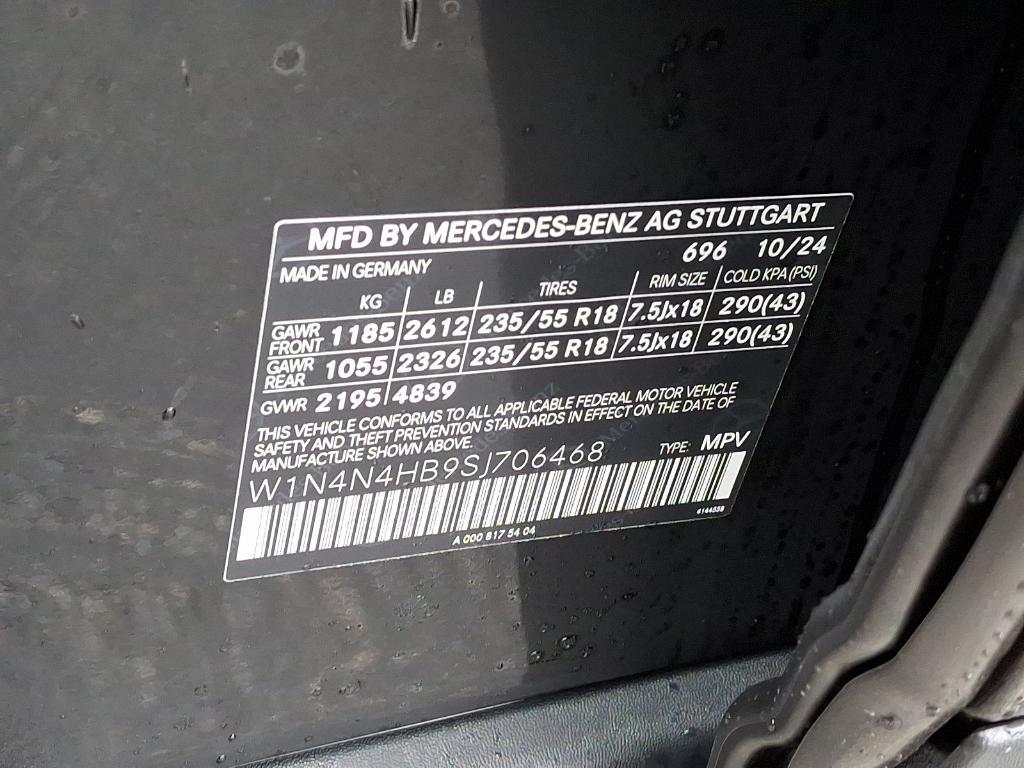 MFD BY MERCEDES-BENZ AG STUTTGART
MADE IN GERMANY 696 10/24
KG LB TIRES RIM SIZE COLD KPA (PSI)
GAWR FRONT 1185 2612 235/55 R18 7.5Jx18 290(43)
GAWR REAR 1055 2326 235/55 R18 7.5Jx18 290(43)
GVWR 2195 4839
THIS VEHICLE CONFORMS TO ALL APPLICABLE FEDERAL MOTOR VEHICLE
SAFETY AND THEFT PREVENTION STANDARDS IN EFFECT ON THE DATE OF
MANUFACTURE SHOWN ABOVE.
W1N4N4HB9SJ706468 TYPE: MPV
A 000 817 54 04